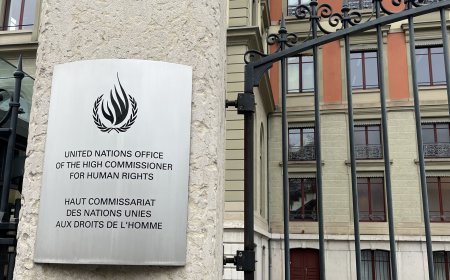 UNITED NATIONS OFFICE
OF THE HIGH COMMISSIONER
FOR HUMAN RIGHTS
HAUT COMMISSARIAT
DES NATIONS UNIES
AUX DROITS DE L'HOMME